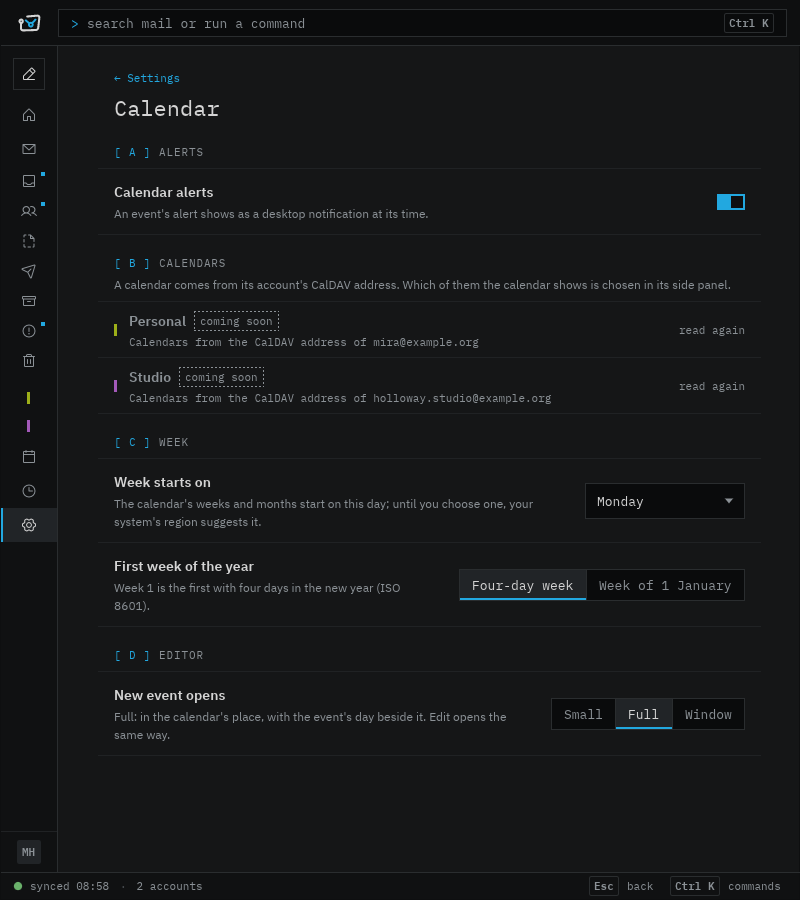 > search mail or run a command Ctrl K
← Settings
Calendar
[ A ] ALERTS
Calendar alerts
An event's alert shows as a desktop notification at its time.
[ B ] CALENDARS
A calendar comes from its account's CalDAV address. Which of them the calendar shows is chosen in its side panel.
Personal coming soon
Calendars from the CalDAV address of mira@example.org
read again
Studio coming soon
Calendars from the CalDAV address of holloway.studio@example.org
read again
[ C ] WEEK
Week starts on
The calendar's weeks and months start on this day; until you choose one, your
system's region suggests it.
Monday
First week of the year
Week 1 is the first with four days in the new year (ISO
8601).
Four-day week Week of 1 January
[ D ] EDITOR
New event opens
Full: in the calendar's place, with the event's day beside it. Edit opens the
same way.
Small Full Window
MH
synced 08:58 · 2 accounts Esc back Ctrl K commands